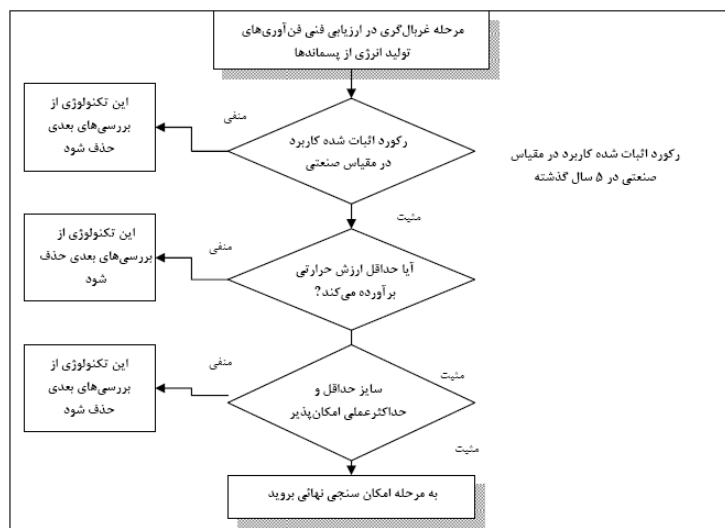 مرحله غربال‌گری در ارزیابی فنی فن‌آوری‌های
تولید انرژی از پسماندها
این تکنولوژی از
بررسی‌های بعدی
حذف شود
منفی
رکورد اثبات شده کاربرد
در مقیاس صنعتی
رکورد اثبات شده کاربرد در مقیاس
صنعتی در ۵ سال گذشته
مثبت
این تکنولوژی از
بررسی‌های بعدی حذف
شود
منفی
آیا حداقل ارزش حرارتی
برآورده می‌کند?
مثبت
این تکنولوژی از
بررسی‌های بعدی
حذف شود
منفی
سایز حداقل و
حداکثرعملی امکان‌پذیر
مثبت
به مرحله امکان سنجی نهائی بروید